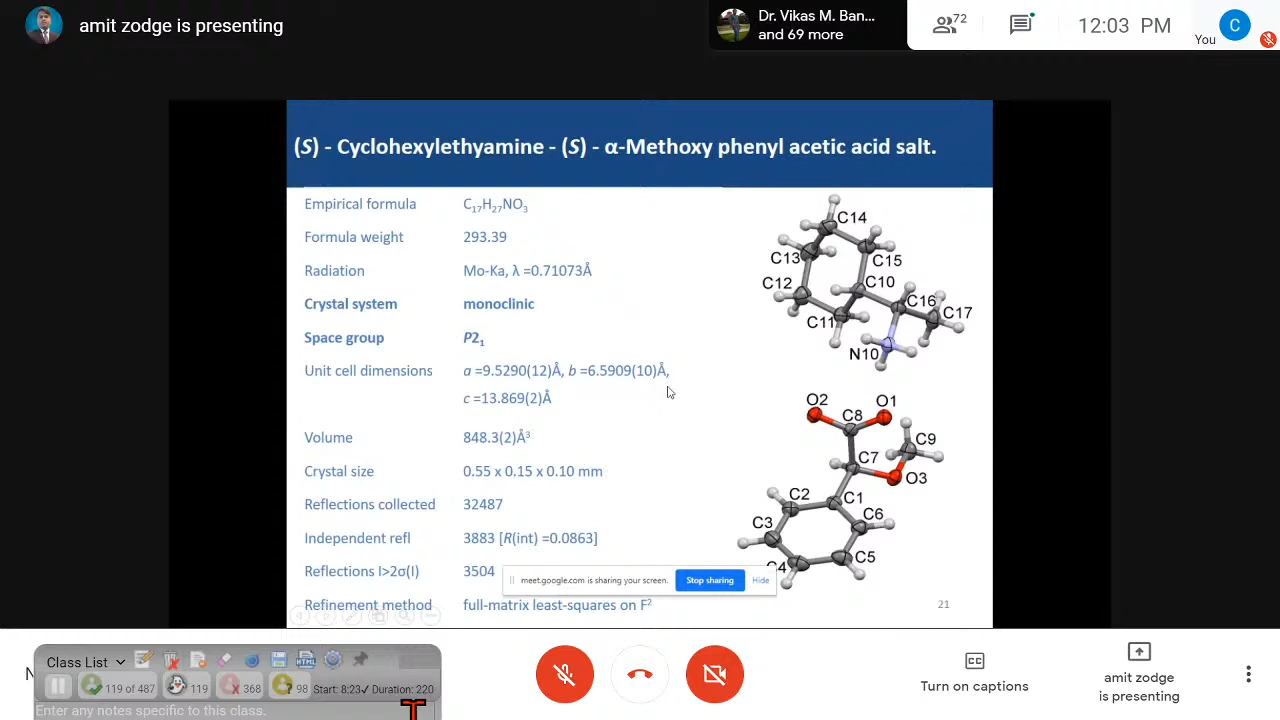 amit zodge is presenting
Dr. Vikas M. Ban...
and 69 more
72
12:03 PM
You
C
(S) - Cyclohexylethyamine - (S) - α-Methoxy phenyl acetic acid salt.
Empirical formula C₁₇H₂₇NO₃
Formula weight 293.39
Radiation Mo-Ka, λ =0.71073Å
Crystal system monoclinic
Space group P2₁
Unit cell dimensions a =9.5290(12)Å, b =6.5909(10)Å,
c =13.869(2)Å
Volume 848.3(2)Å³
Crystal size 0.55 x 0.15 x 0.10 mm
Reflections collected 32487
Independent refl 3883 [R(int) =0.0863]
Reflections I>2σ(I) 3504
Refinement method full-matrix least-squares on F²
C14
C13
C15
C12
C10
C16
C11
C17
N10
O2
O1
C8
C9
C7
O3
C2
C1
C6
C3
C5
C4
meet.google.com is sharing your screen.
Stop sharing
Hide
21
Class List
HTML
119 of 487
119
368
98
Start: 8:23✓ Duration: 220
Enter any notes specific to this class.
T
CC
Turn on captions
amit zodge
is presenting